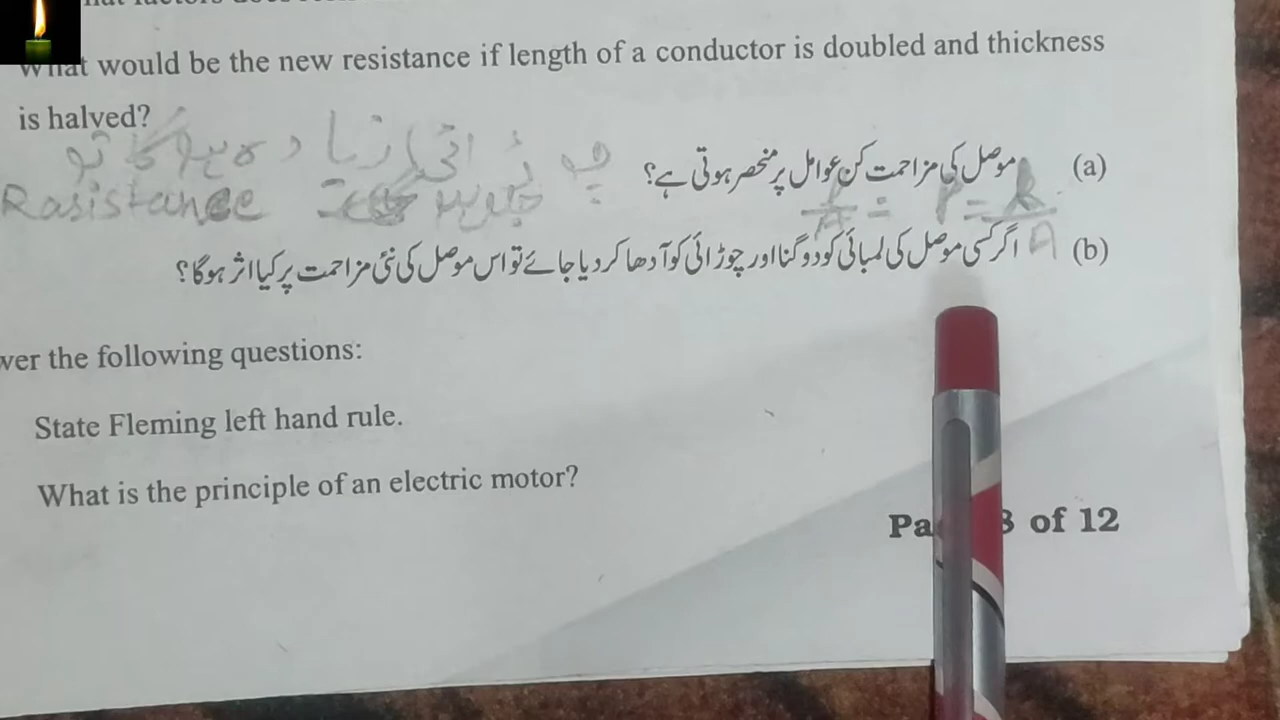 What would be the new resistance if length of a conductor is doubled and thickness
is halved?
(a) موصل کی مزاحمت کن عوامل پر منحصر ہوتی ہے؟
Rasistance
(b) اگر کسی موصل کی لمبائی کو دوگنا اور چوڑائی کو آدھا کر دیا جائے تو اس موصل کی نئی مزاحمت پر کیا اثر ہوگا؟
wer the following questions:
State Fleming left hand rule.
What is the principle of an electric motor?
of 12